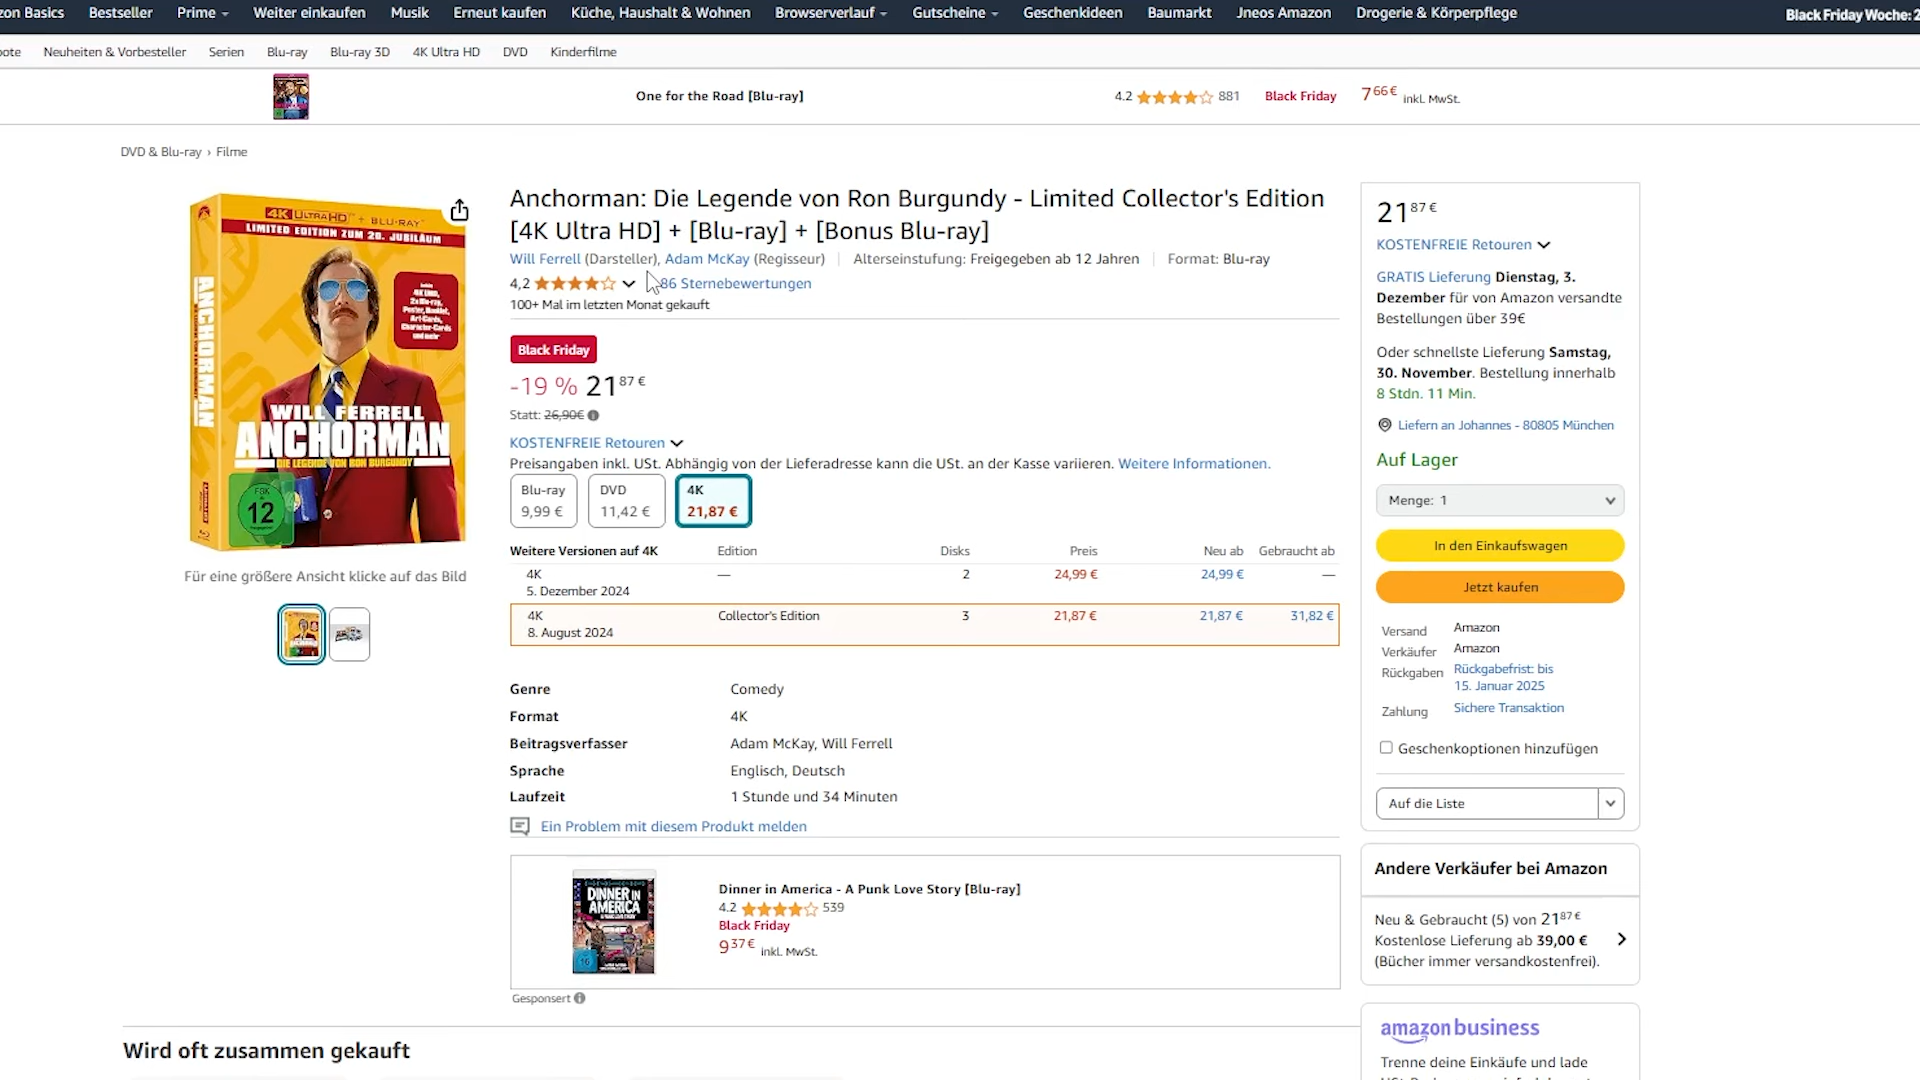 zon Basics Bestseller Prime Weiter einkaufen Musik Erneut kaufen Küche, Haushalt & Wohnen Browserverlauf Gutscheine Geschenkideen Baumarkt Jneos Amazon Drogerie & Körperpflege Black Friday Woche: 2
ote Neuheiten & Vorbesteller Serien Blu-ray Blu-ray 3D 4K Ultra HD DVD Kinderfilme
One for the Road [Blu-ray] 4.2 881 Black Friday 7 66 € inkl. MwSt.
DVD & Blu-ray › Filme
4K ULTRA HD + BLU-RAY
LIMITED EDITION ZUM 20. JUBILÄUM
ANCHORMAN
WILL FERRELL
ANCHORMAN
DIE LEGENDE VON RON BURGUNDY
FSK
12
Für eine größere Ansicht klicke auf das Bild
Anchorman: Die Legende von Ron Burgundy - Limited Collector's Edition
[4K Ultra HD] + [Blu-ray] + [Bonus Blu-ray]
Will Ferrell (Darsteller), Adam McKay (Regisseur) Alterseinstufung: Freigegeben ab 12 Jahren Format: Blu-ray
4,2 86 Sternebewertungen
100+ Mal im letzten Monat gekauft
Black Friday
-19 % 21 87 €
Statt: 26,90€
KOSTENFREIE Retouren
Preisangaben inkl. USt. Abhängig von der Lieferadresse kann die USt. an der Kasse variieren. Weitere Informationen.
Blu-ray DVD 4K
9,99 € 11,42 € 21,87 €
Weitere Versionen auf 4K Edition Disks Preis Neu ab Gebraucht ab
4K — 2 24,99 € 24,99 € —
5. Dezember 2024
4K Collector's Edition 3 21,87 € 21,87 € 31,82 €
8. August 2024
Genre Comedy
Format 4K
Beitragsverfasser Adam McKay, Will Ferrell
Sprache Englisch, Deutsch
Laufzeit 1 Stunde und 34 Minuten
Ein Problem mit diesem Produkt melden
DINNER IN
AMERICA
16
Dinner in America - A Punk Love Story [Blu-ray]
4.2 539
Black Friday
9 37 € inkl. MwSt.
Gesponsert
Wird oft zusammen gekauft
21 87 €
KOSTENFREIE Retouren
GRATIS Lieferung Dienstag, 3.
Dezember für von Amazon versandte
Bestellungen über 39€
Oder schnellste Lieferung Samstag,
30. November. Bestellung innerhalb
8 Stdn. 11 Min.
Liefern an Johannes - 80805 München
Auf Lager
Menge: 1
In den Einkaufswagen
Jetzt kaufen
Versand Amazon
Verkäufer Amazon
Rückgaben Rückgabefrist: bis
15. Januar 2025
Zahlung Sichere Transaktion
Geschenkoptionen hinzufügen
Auf die Liste
Andere Verkäufer bei Amazon
Neu & Gebraucht (5) von 21 87 €
Kostenlose Lieferung ab 39,00 €
(Bücher immer versandkostenfrei).
amazon business
Trenne deine Einkäufe und lade